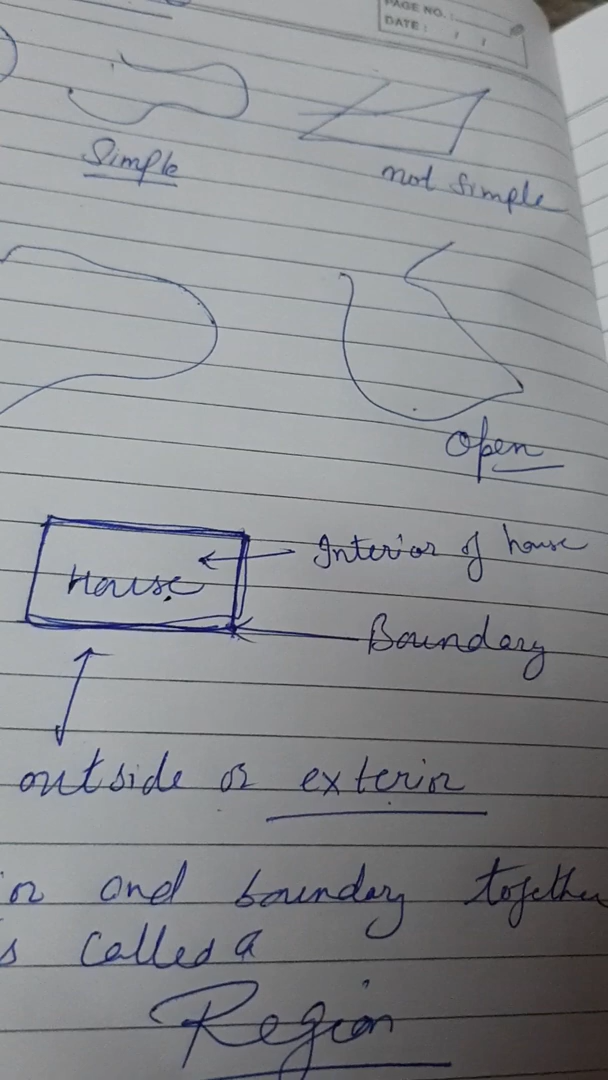 PAGE NO.:
DATE: / /
Simple
not simple
Open
House
Interior of house
Boundary
outside or exterior
or and boundary together
s called a
Region